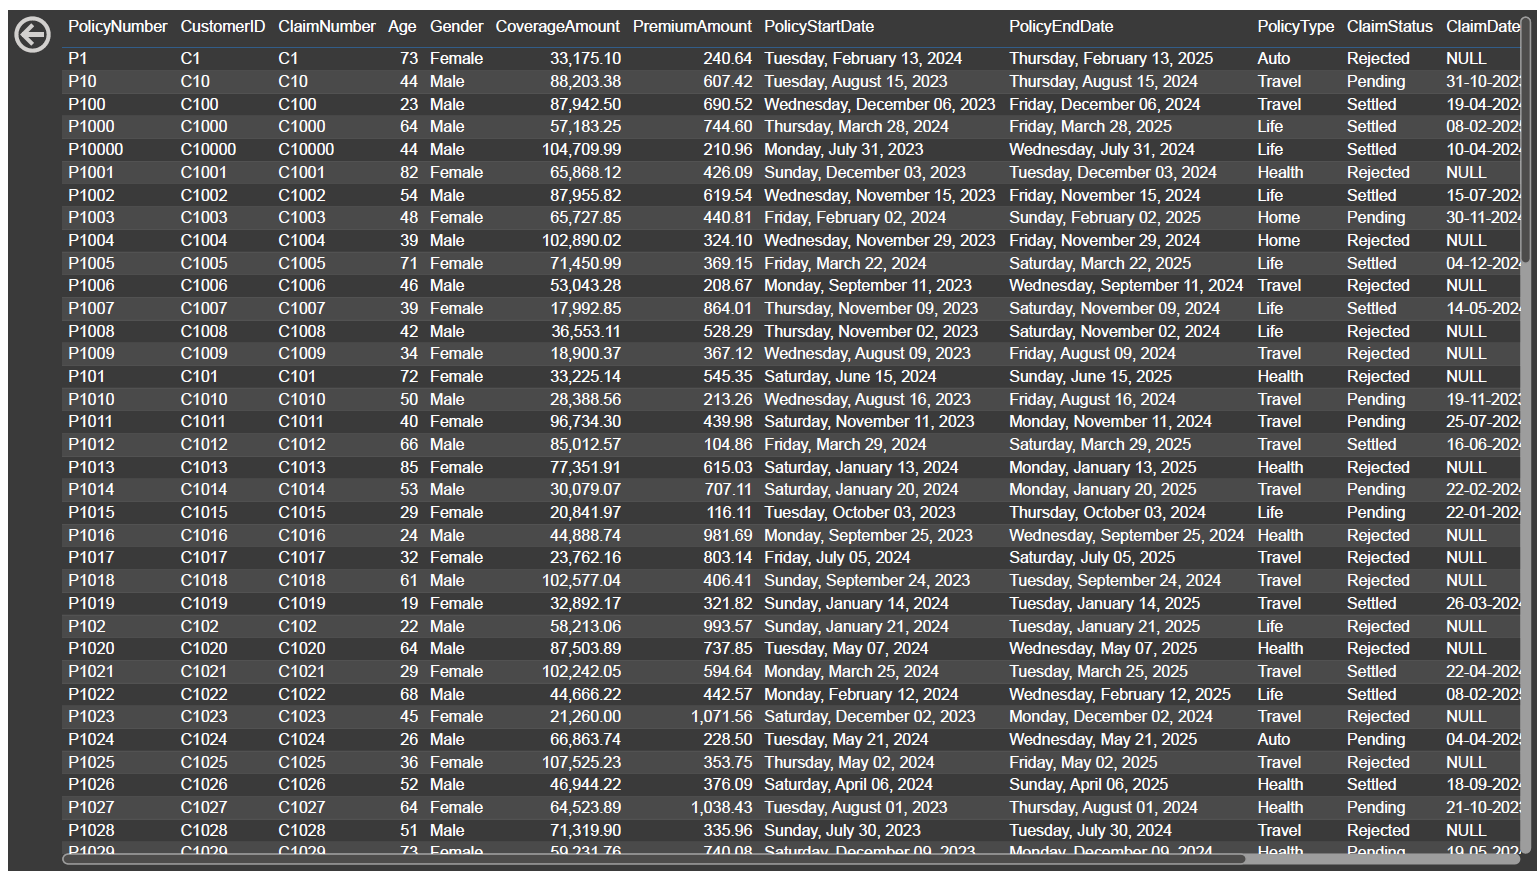 PolicyNumber CustomerID ClaimNumber Age Gender CoverageAmount PremiumAmount PolicyStartDate PolicyEndDate PolicyType ClaimStatus ClaimDate
P1 C1 C1 73 Female 33,175.10 240.64 Tuesday, February 13, 2024 Thursday, February 13, 2025 Auto Rejected NULL
P10 C10 C10 44 Male 88,203.38 607.42 Tuesday, August 15, 2023 Thursday, August 15, 2024 Travel Pending 31-10-202
P100 C100 C100 23 Male 87,942.50 690.52 Wednesday, December 06, 2023 Friday, December 06, 2024 Travel Settled 19-04-202
P1000 C1000 C1000 64 Male 57,183.25 744.60 Thursday, March 28, 2024 Friday, March 28, 2025 Life Settled 08-02-202
P10000 C10000 C10000 44 Male 104,709.99 210.96 Monday, July 31, 2023 Wednesday, July 31, 2024 Life Settled 10-04-202
P1001 C1001 C1001 82 Female 65,868.12 426.09 Sunday, December 03, 2023 Tuesday, December 03, 2024 Health Rejected NULL
P1002 C1002 C1002 54 Male 87,955.82 619.54 Wednesday, November 15, 2023 Friday, November 15, 2024 Life Settled 15-07-202
P1003 C1003 C1003 48 Female 65,727.85 440.81 Friday, February 02, 2024 Sunday, February 02, 2025 Home Pending 30-11-202
P1004 C1004 C1004 39 Male 102,890.02 324.10 Wednesday, November 29, 2023 Friday, November 29, 2024 Home Rejected NULL
P1005 C1005 C1005 71 Female 71,450.99 369.15 Friday, March 22, 2024 Saturday, March 22, 2025 Life Settled 04-12-202
P1006 C1006 C1006 46 Male 53,043.28 208.67 Monday, September 11, 2023 Wednesday, September 11, 2024 Travel Rejected NULL
P1007 C1007 C1007 39 Female 17,992.85 864.01 Thursday, November 09, 2023 Saturday, November 09, 2024 Life Settled 14-05-202
P1008 C1008 C1008 42 Male 36,553.11 528.29 Thursday, November 02, 2023 Saturday, November 02, 2024 Life Rejected NULL
P1009 C1009 C1009 34 Female 18,900.37 367.12 Wednesday, August 09, 2023 Friday, August 09, 2024 Travel Rejected NULL
P101 C101 C101 72 Female 33,225.14 545.35 Saturday, June 15, 2024 Sunday, June 15, 2025 Health Rejected NULL
P1010 C1010 C1010 50 Male 28,388.56 213.26 Wednesday, August 16, 2023 Friday, August 16, 2024 Travel Pending 19-11-202
P1011 C1011 C1011 40 Female 96,734.30 439.98 Saturday, November 11, 2023 Monday, November 11, 2024 Travel Pending 25-07-202
P1012 C1012 C1012 66 Male 85,012.57 104.86 Friday, March 29, 2024 Saturday, March 29, 2025 Travel Settled 16-06-202
P1013 C1013 C1013 85 Female 77,351.91 615.03 Saturday, January 13, 2024 Monday, January 13, 2025 Health Rejected NULL
P1014 C1014 C1014 53 Male 30,079.07 707.11 Saturday, January 20, 2024 Monday, January 20, 2025 Travel Pending 22-02-202
P1015 C1015 C1015 29 Female 20,841.97 116.11 Tuesday, October 03, 2023 Thursday, October 03, 2024 Life Pending 22-01-202
P1016 C1016 C1016 24 Male 44,888.74 981.69 Monday, September 25, 2023 Wednesday, September 25, 2024 Health Rejected NULL
P1017 C1017 C1017 32 Female 23,762.16 803.14 Friday, July 05, 2024 Saturday, July 05, 2025 Travel Rejected NULL
P1018 C1018 C1018 61 Male 102,577.04 406.41 Sunday, September 24, 2023 Tuesday, September 24, 2024 Travel Rejected NULL
P1019 C1019 C1019 19 Female 32,892.17 321.82 Sunday, January 14, 2024 Tuesday, January 14, 2025 Travel Settled 26-03-202
P102 C102 C102 22 Male 58,213.06 993.57 Sunday, January 21, 2024 Tuesday, January 21, 2025 Life Rejected NULL
P1020 C1020 C1020 64 Male 87,503.89 737.85 Tuesday, May 07, 2024 Wednesday, May 07, 2025 Health Rejected NULL
P1021 C1021 C1021 29 Female 102,242.05 594.64 Monday, March 25, 2024 Tuesday, March 25, 2025 Travel Settled 22-04-202
P1022 C1022 C1022 68 Male 44,666.22 442.57 Monday, February 12, 2024 Wednesday, February 12, 2025 Life Settled 08-02-202
P1023 C1023 C1023 45 Female 21,260.00 1,071.56 Saturday, December 02, 2023 Monday, December 02, 2024 Travel Rejected NULL
P1024 C1024 C1024 26 Male 66,863.74 228.50 Tuesday, May 21, 2024 Wednesday, May 21, 2025 Auto Pending 04-04-202
P1025 C1025 C1025 36 Female 107,525.23 353.75 Thursday, May 02, 2024 Friday, May 02, 2025 Travel Rejected NULL
P1026 C1026 C1026 52 Male 46,944.22 376.09 Saturday, April 06, 2024 Sunday, April 06, 2025 Health Settled 18-09-202
P1027 C1027 C1027 64 Female 64,523.89 1,038.43 Tuesday, August 01, 2023 Thursday, August 01, 2024 Health Pending 21-10-202
P1028 C1028 C1028 51 Male 71,319.90 335.96 Sunday, July 30, 2023 Tuesday, July 30, 2024 Travel Rejected NULL
P1029 C1029 C1029 73 Female 59,231.76 740.08 Saturday, December 09, 2023 Monday, December 09, 2024 Health Pending 19-05-202